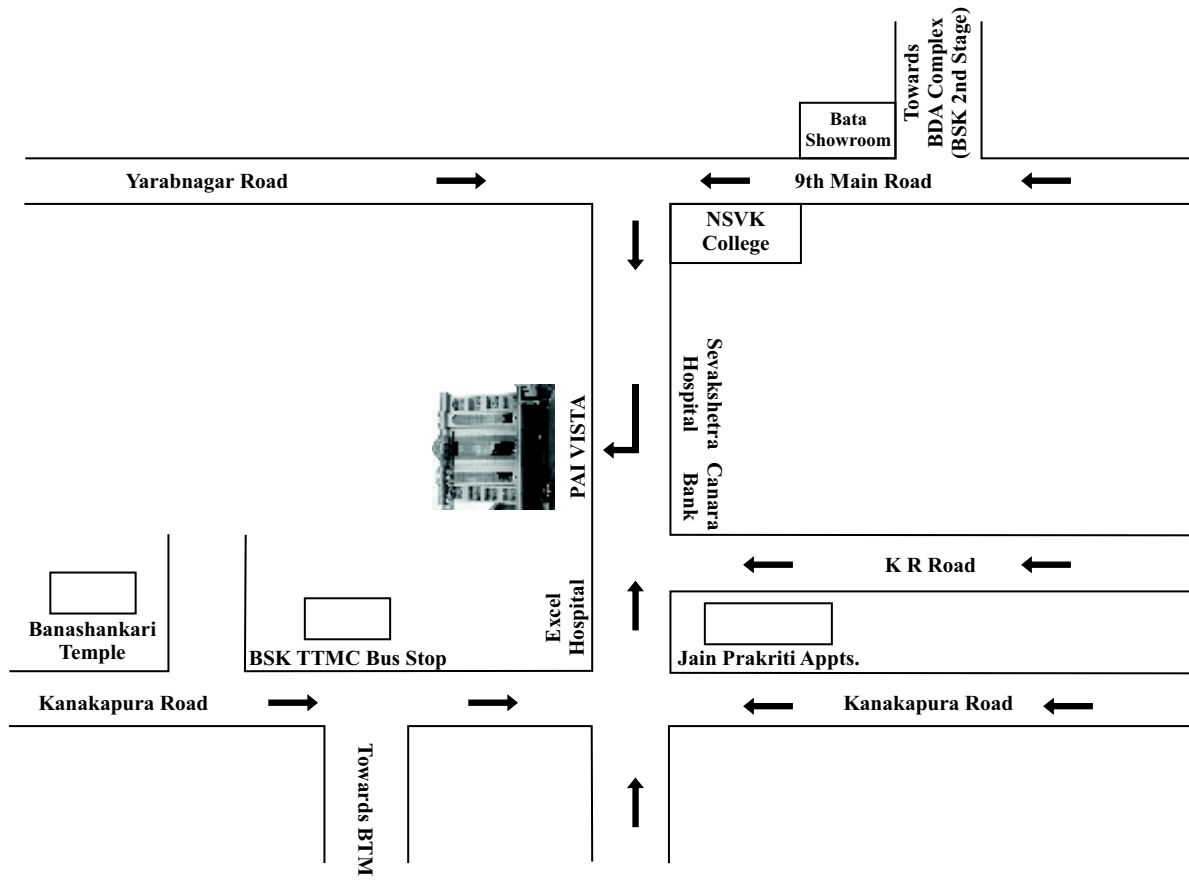 Towards
BDA Complex
(BSK 2nd Stage)
Bata
Showroom
Yarabnagar Road
9th Main Road
NSVK
College
Sevakshetra
Hospital
PAI VISTA
Canara
Bank
K R Road
Excel
Hospital
Banashankari
Temple
BSK TTMC Bus Stop
Jain Prakriti Appts.
Kanakapura Road
Kanakapura Road
Towards BTM